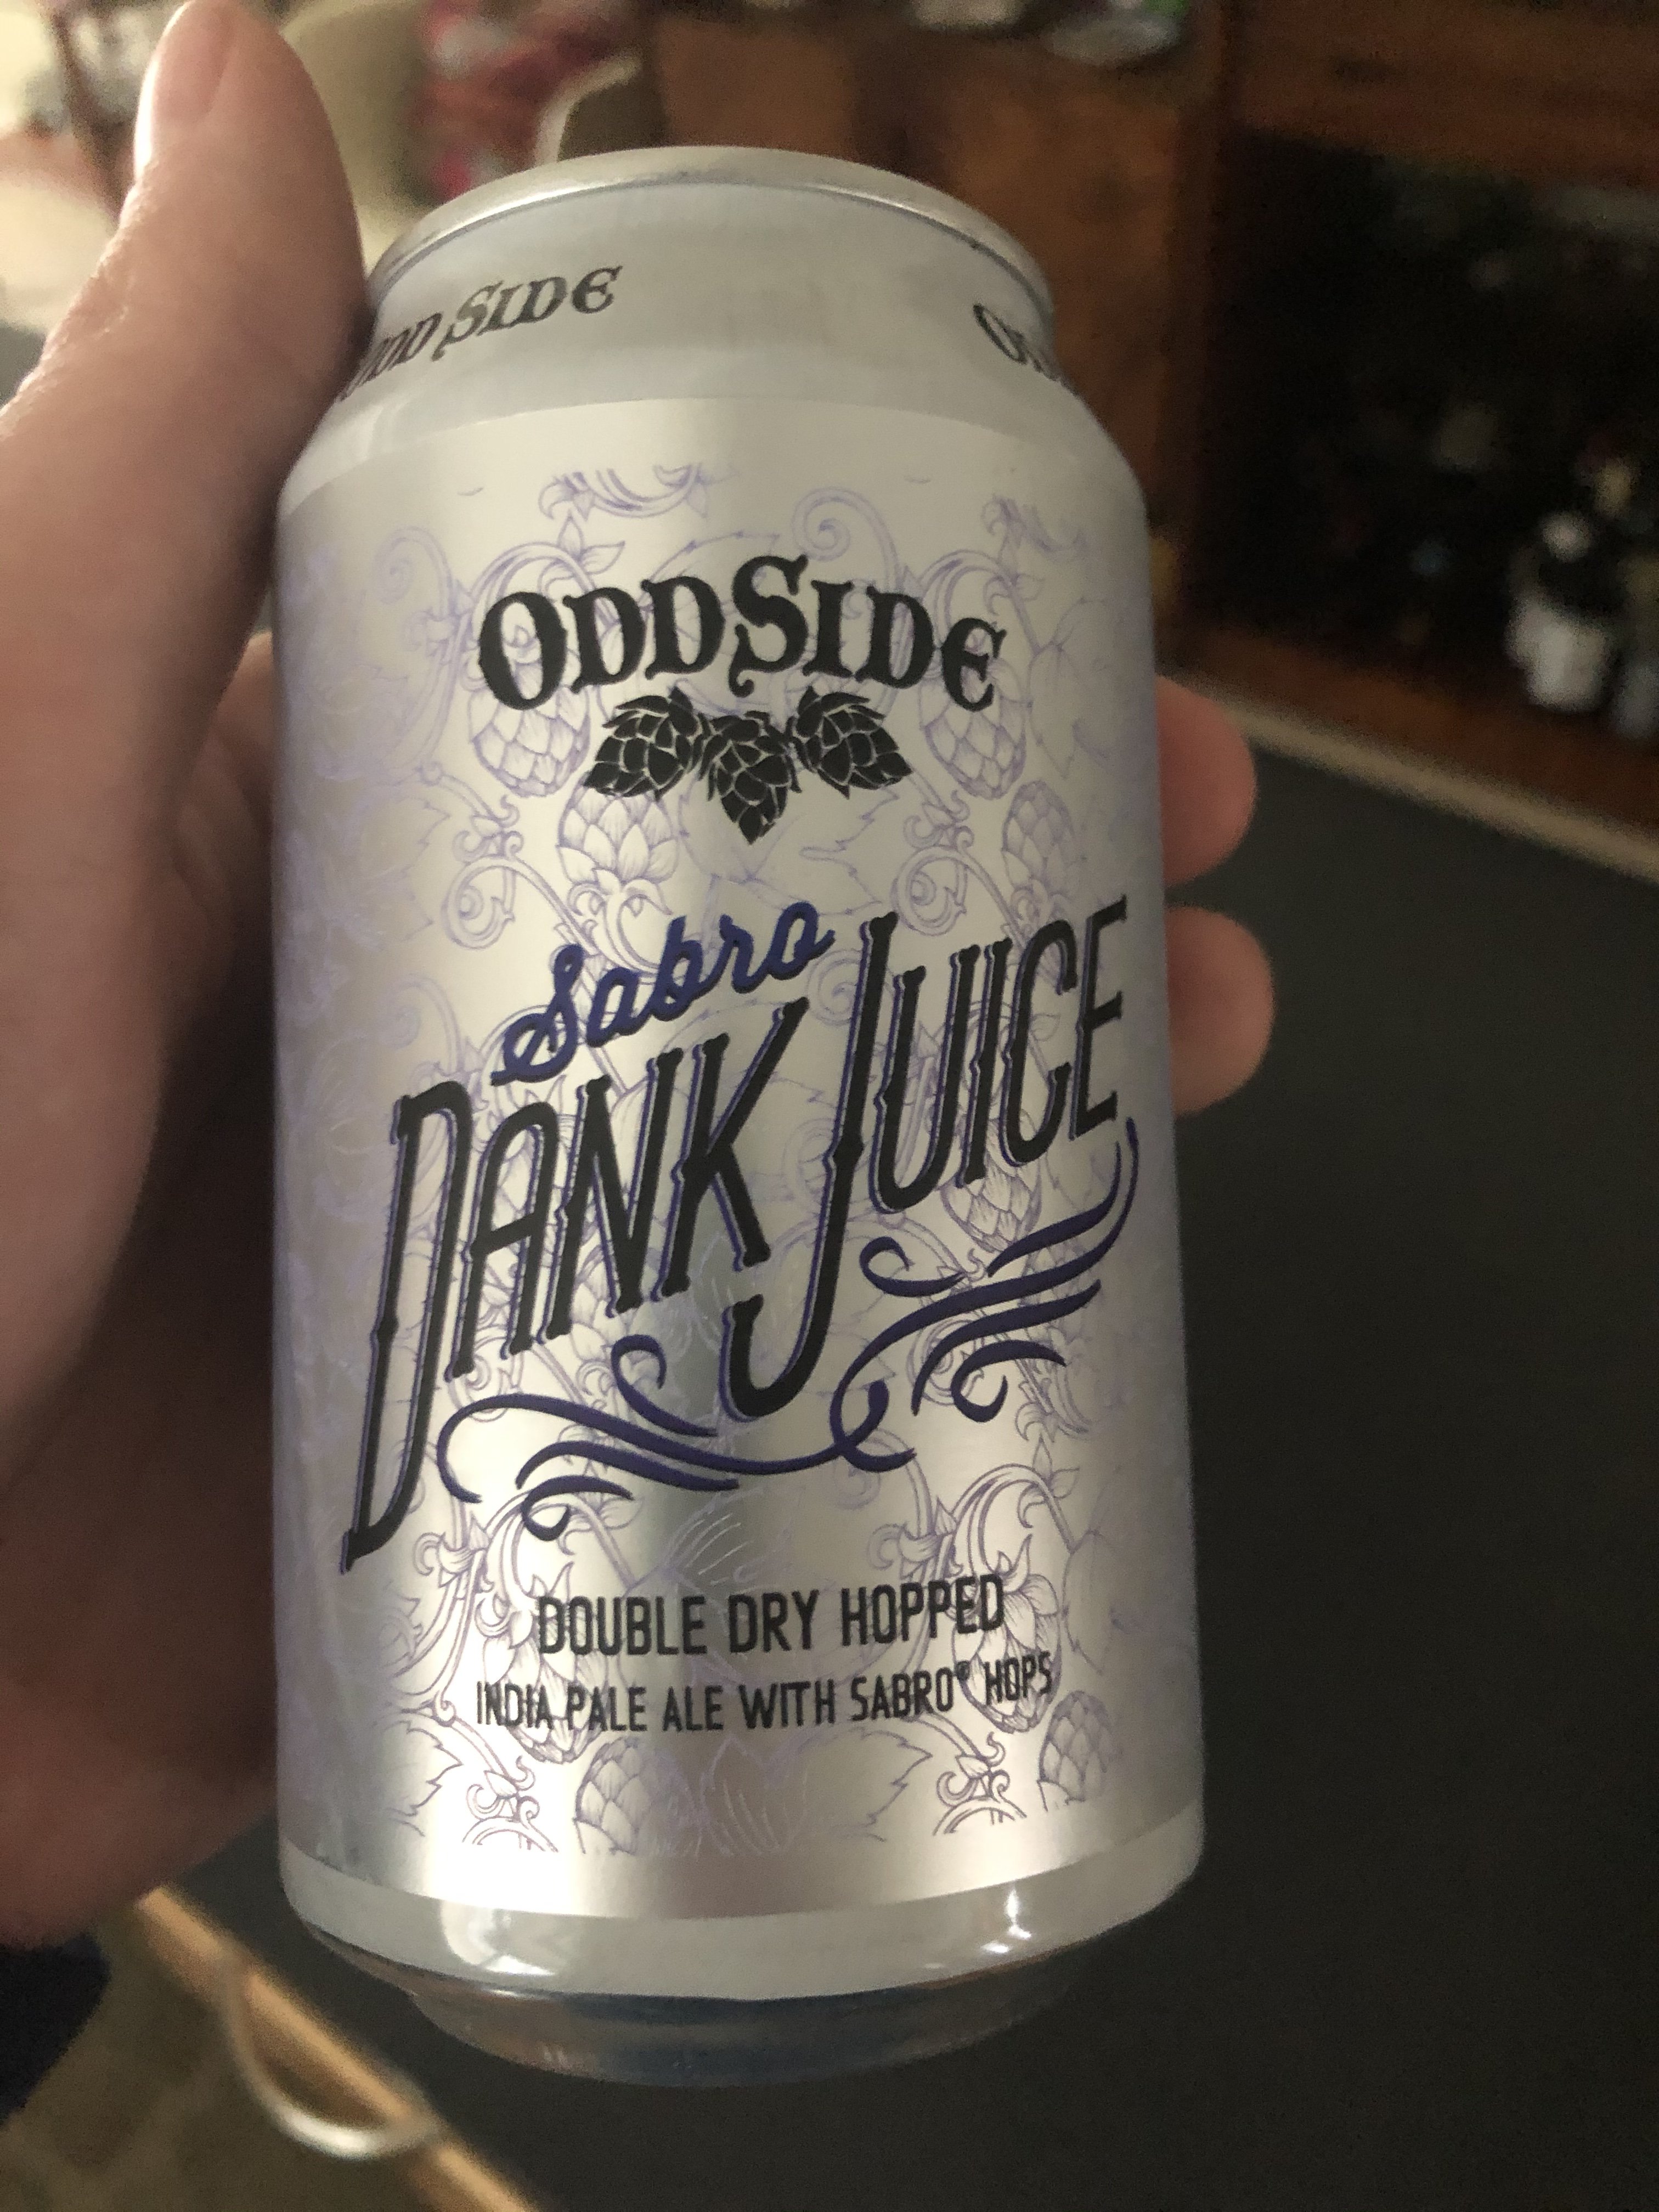 ODD SIDE
ODDSIDE
Sabro
DANK JUICE
DOUBLE DRY HOPPED
INDIA PALE ALE WITH SABRO® HOPS